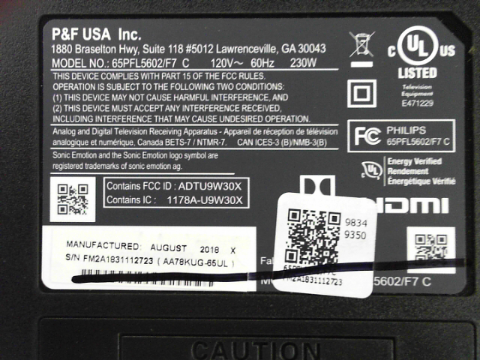 P&F USA Inc.
1880 Braselton Hwy, Suite 118 #5012 Lawrenceville, GA 30043
MODEL NO.: 65PFL5602/F7 C 120V~ 60Hz 230W
THIS DEVICE COMPLIES WITH PART 15 OF THE FCC RULES.
OPERATION IS SUBJECT TO THE FOLLOWING TWO CONDITIONS:
(1) THIS DEVICE MAY NOT CAUSE HARMFUL INTERFERENCE, AND
(2) THIS DEVICE MUST ACCEPT ANY INTERFERENCE RECEIVED,
INCLUDING INTERFERENCE THAT MAY CAUSE UNDESIRED OPERATION.
Analog and Digital Television Receiving Apparatus - Appareil de réception de télévision
analogique et numérique, Canada BETS-7 / NTMR-7. CAN ICES-3 (B)/NMB-3(B)
Sonic Emotion and the Sonic Emotion logo symbol are
registered trademarks of sonic emotion ag.
c UL US
LISTED
Television
Equipment
E471229
FC PHILIPS
65PFL5602/F7 C
UL Energy Verified
Rendement
Énergétique Vérifié
Contains FCC ID : ADTU9W30X
Contains IC : 1178A-U9W30X
HDMI
9834
9350
MANUFACTURED: AUGUST 2018 X
S/N FM2A1831112723 ( AA78KUG-65UL )
FM2A1831112723
5602/F7 C
CAUTION